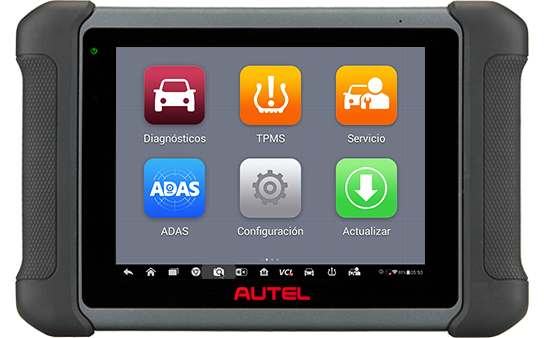 Diagnósticos
TPMS
Servicio
ADAS
ADAS
Configuración
Actualizar
VCI
AUTEL